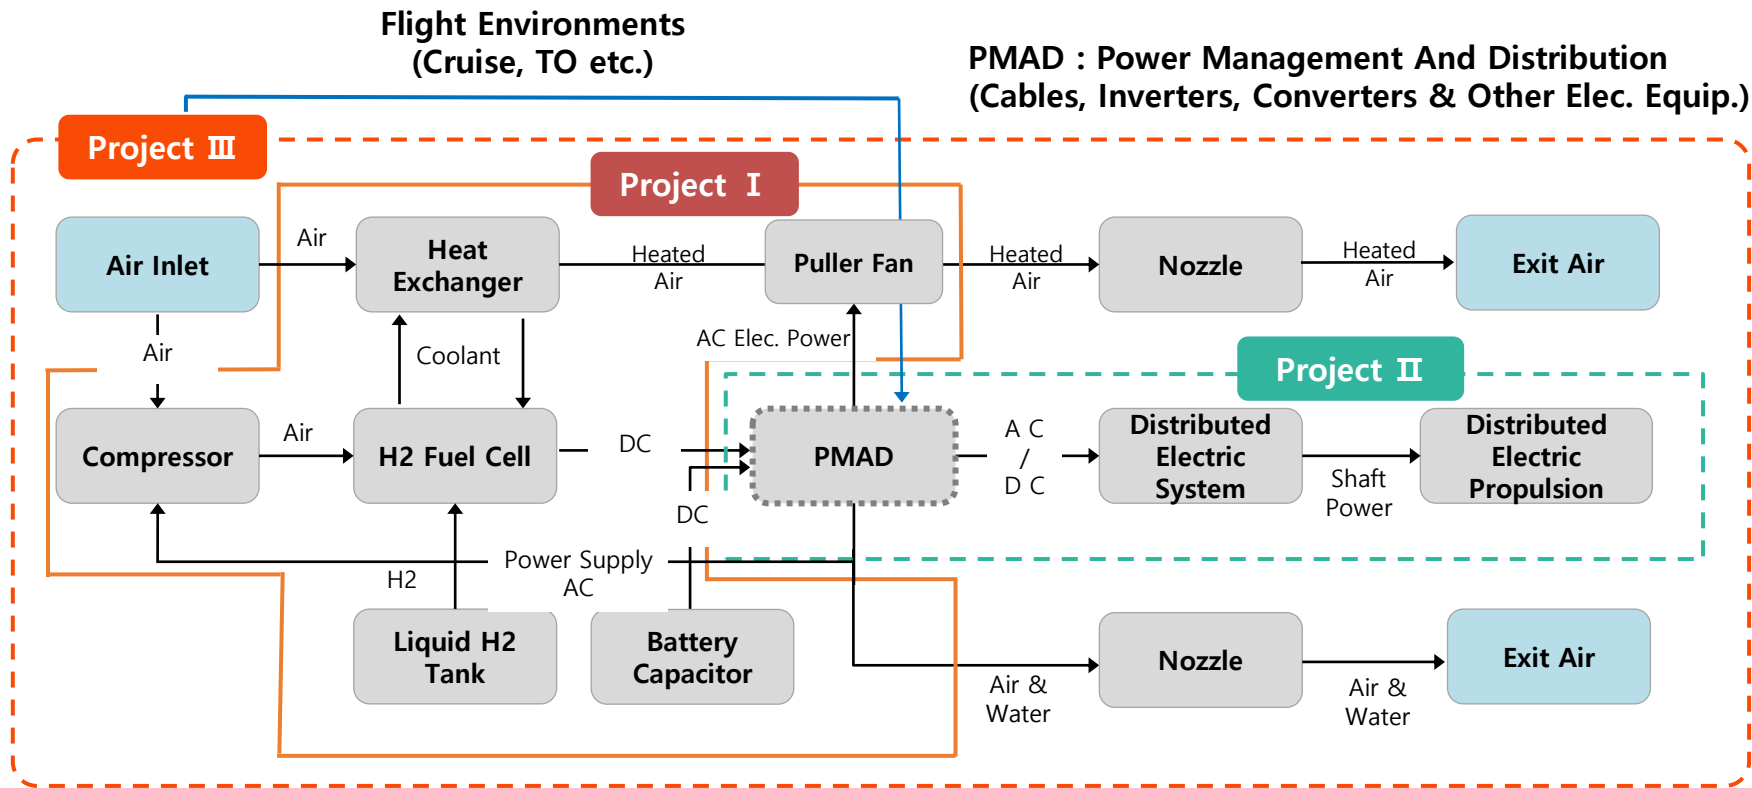 Flight Environments
(Cruise, TO etc.)
PMAD : Power Management And Distribution
(Cables, Inverters, Converters & Other Elec. Equip.)
Project Ⅲ
Project Ⅰ
Air Inlet
Air
Heat
Exchanger
Heated
Air
Puller Fan
Heated
Air
Nozzle
Heated
Air
Exit Air
Air
Coolant
AC Elec. Power
Project Ⅱ
Compressor
Air
H2 Fuel Cell
DC
PMAD
A C
/
D C
Distributed
Electric
System
Shaft
Power
Distributed
Electric
Propulsion
DC
Power Supply
AC
H2
Liquid H2
Tank
Battery
Capacitor
Air &
Water
Nozzle
Air &
Water
Exit Air